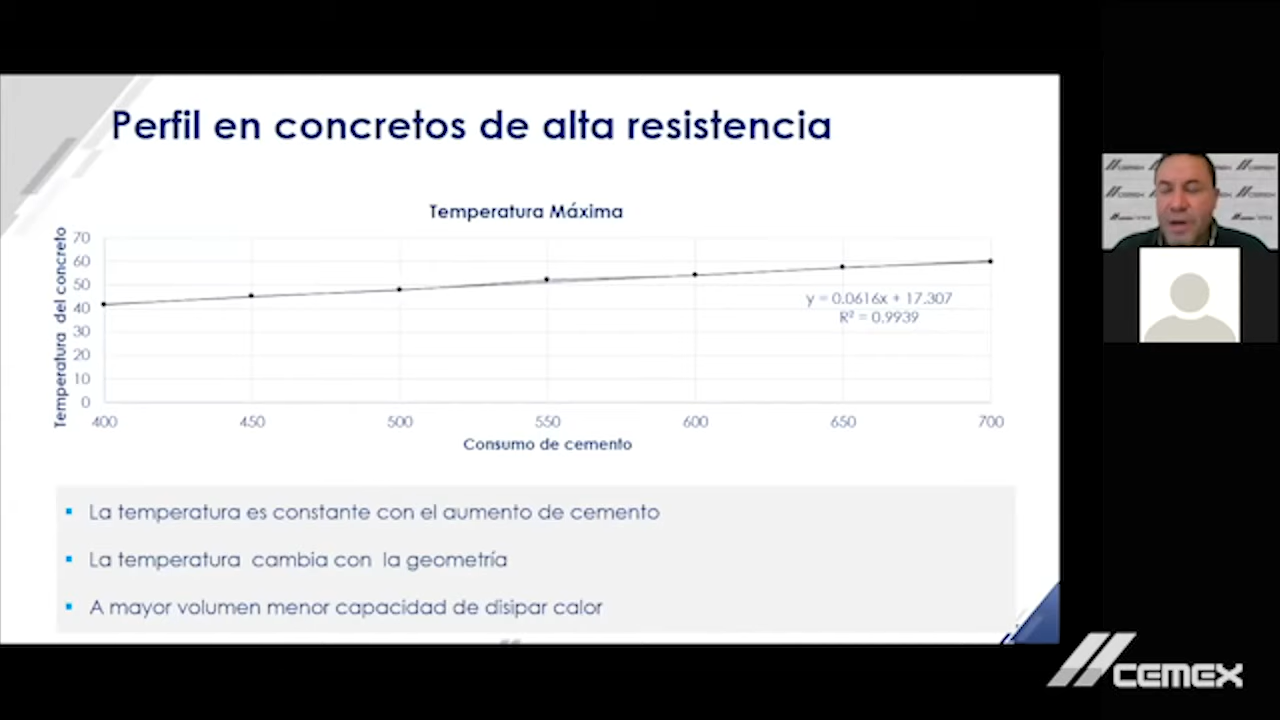 Perfil en concretos de alta resistencia
Temperatura Máxima
Temperatura del concreto
70
60
50
40
30
20
10
0
y = 0.0616x + 17.307
R² = 0.9939
400 450 500 550 600 650 700
Consumo de cemento
La temperatura es constante con el aumento de cemento
La temperatura cambia con la geometría
A mayor volumen menor capacidad de disipar calor
CEMEX